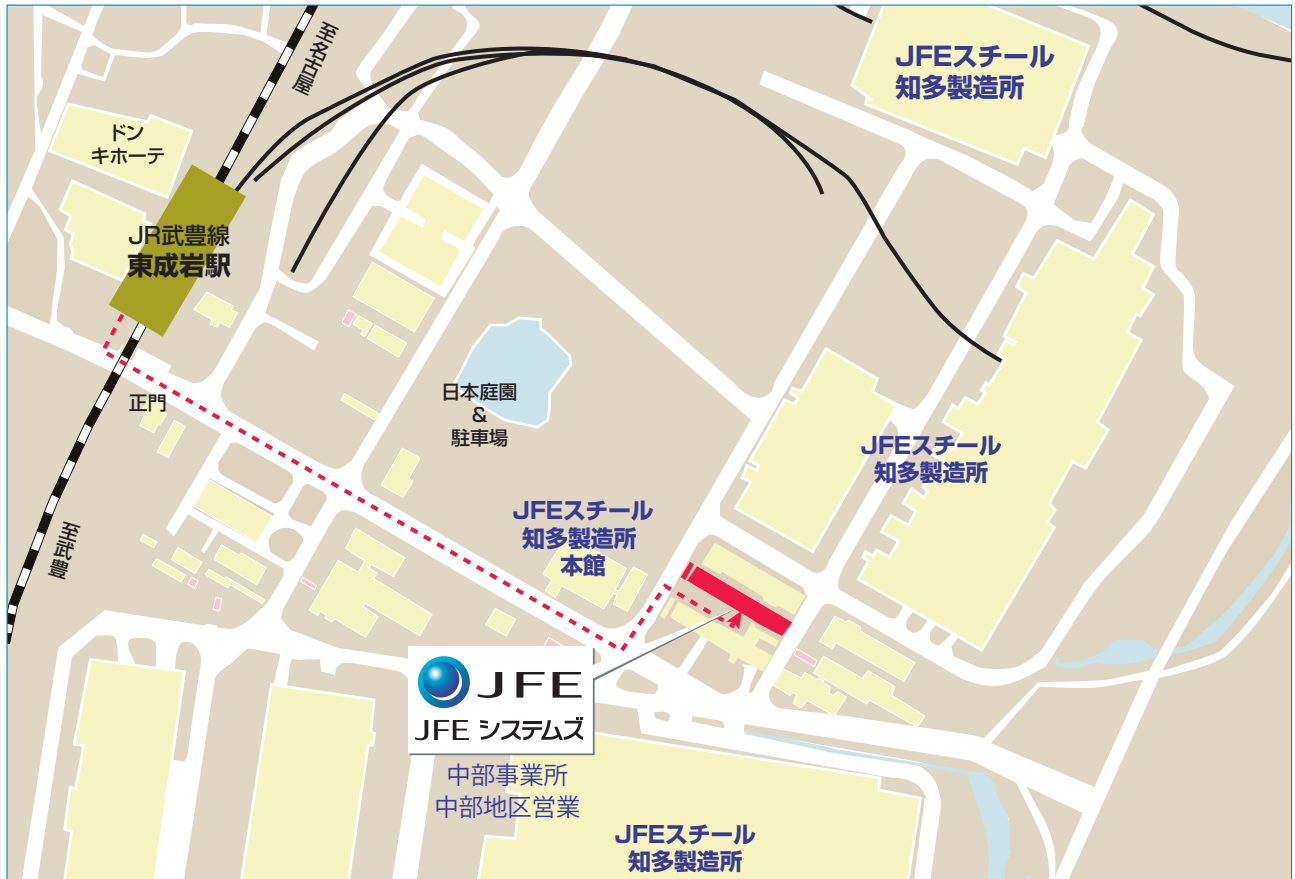 至名古屋
JFEスチール
知多製造所
ドン
キホーテ
JR武豊線
東成岩駅
日本庭園
&
駐車場
正門
JFEスチール
知多製造所
JFEスチール
知多製造所
本館
至武豊
JFE
JFE システムズ
中部事業所
中部地区営業
JFEスチール
知多製造所